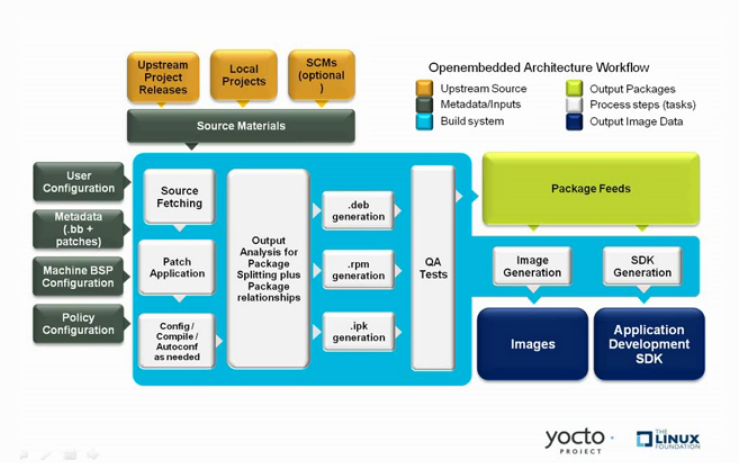 Upstream
Project
Releases
Local
Projects
SCMs
(optional
)
Source Materials
Openembedded Architecture Workflow
Upstream Source
Output Packages
Metadata/Inputs
Process steps (tasks)
Build system
Output Image Data
User
Configuration
Metadata
(.bb +
patches)
Machine BSP
Configuration
Policy
Configuration
Source
Fetching
Patch
Application
Config /
Compile /
Autoconf
as needed
Output
Analysis for
Package
Splitting plus
Package
relationships
.deb
generation
.rpm
generation
.ipk
generation
QA
Tests
Package Feeds
Image
Generation
SDK
Generation
Images
Application
Development
SDK
yocto
PROJECT
THE
LINUX
FOUNDATION